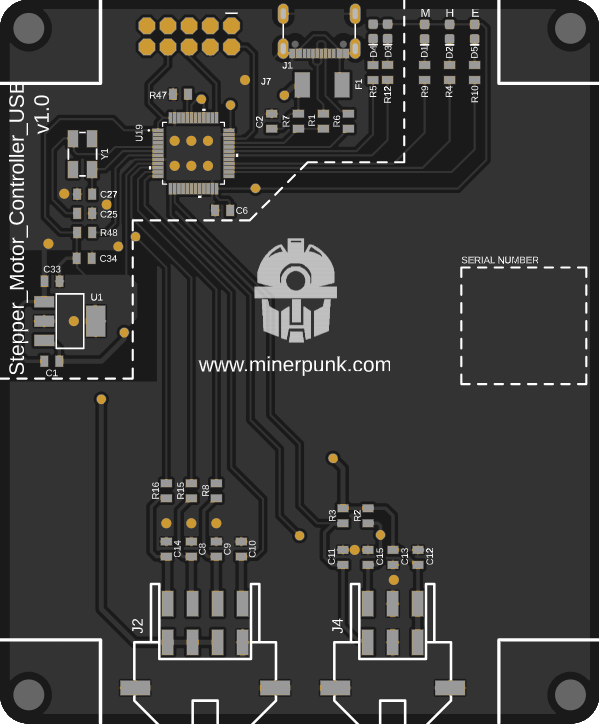 M H E
J1
D4 D3 D1 D2 D5
J7
F1
R5 R12 R9 R4 R10
R47
C2 R7 R1 R6
U19
Y1
C27
C25
C6
R48
C34
C33
U1
C1
Stepper_Motor_Controller_USB
v1.0
SERIAL NUMBER
www.minerpunk.com
R16 R15 R8
R3 R2
C14 C8 C9 C10
C11 C15 C13 C12
J2
J4